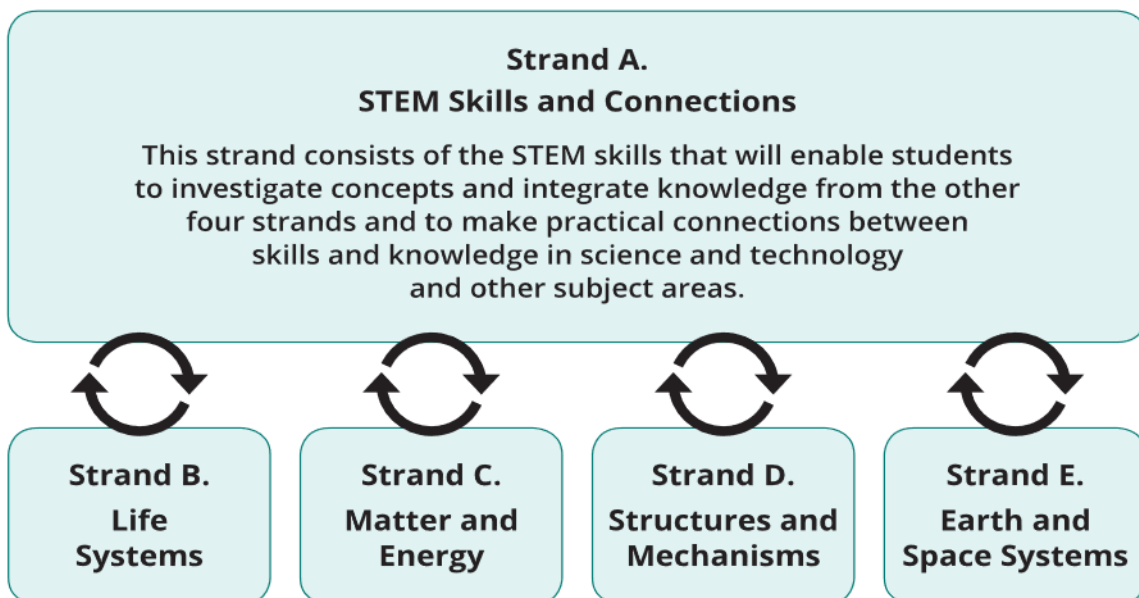 Strand A.
STEM Skills and Connections
This strand consists of the STEM skills that will enable students
to investigate concepts and integrate knowledge from the other
four strands and to make practical connections between
skills and knowledge in science and technology
and other subject areas.
Strand B.
Life
Systems
Strand C.
Matter and
Energy
Strand D.
Structures and
Mechanisms
Strand E.
Earth and
Space Systems